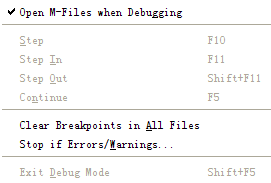 Open M-Files when Debugging
Step F10
Step In F11
Step Out Shift+F11
Continue F5
Clear Breakpoints in All Files
Stop if Errors/Warnings...
Exit Debug Mode Shift+F5